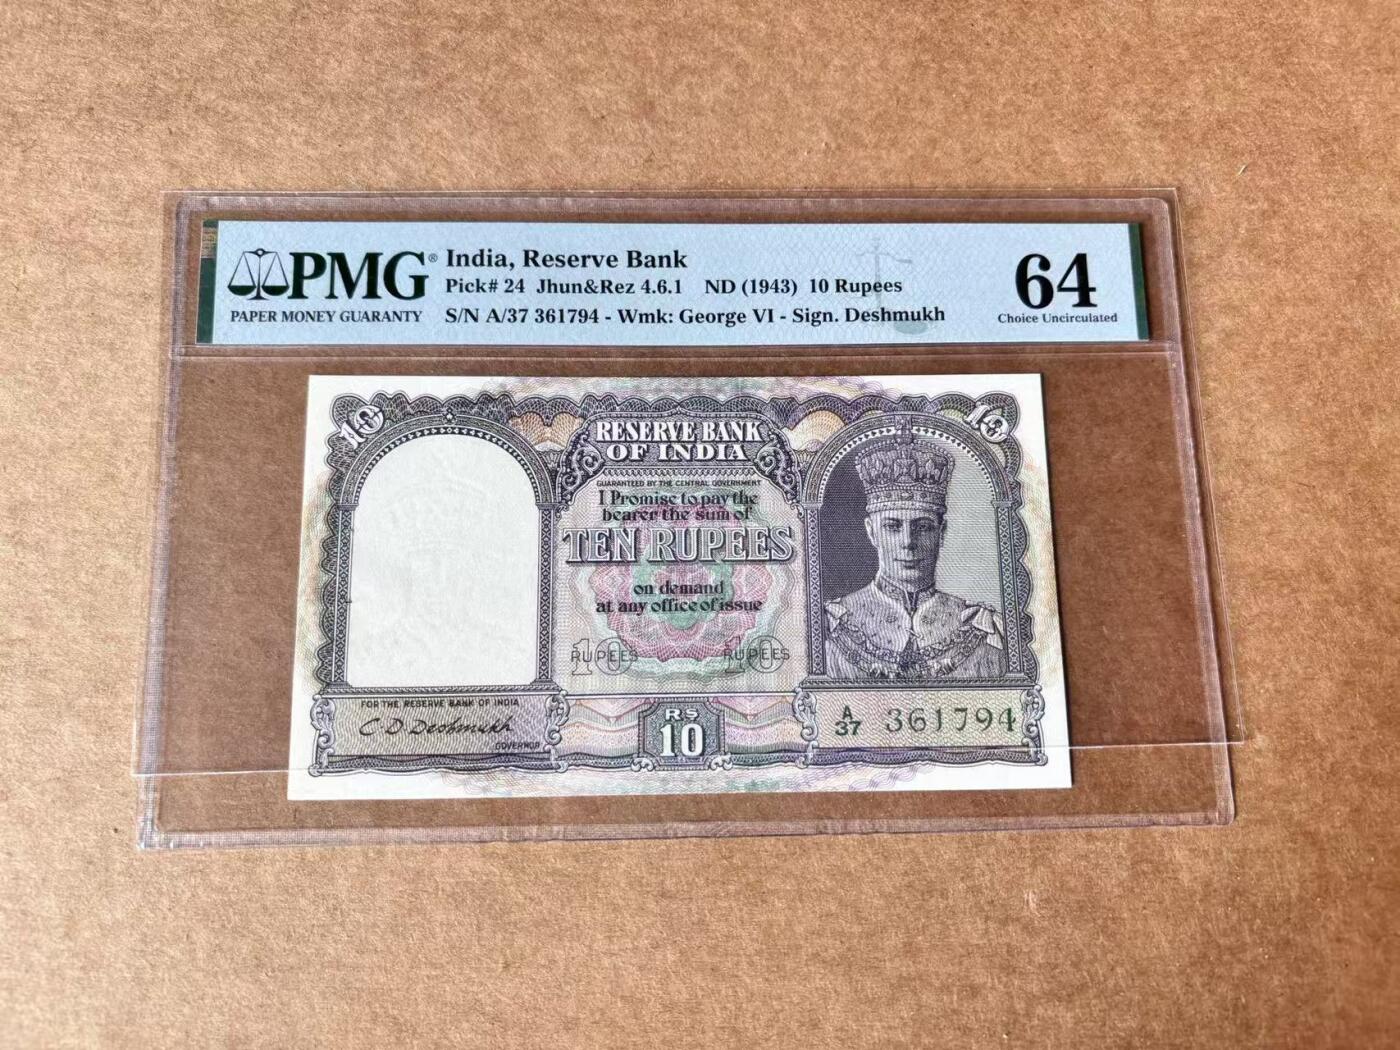 PMG®
PAPER MONEY GUARANTY
India, Reserve Bank
Pick# 24 Jhun&Rez 4.6.1 ND (1943) 10 Rupees
S/N A/37 361794 - Wmk: George VI - Sign. Deshmukh
64
Choice Uncirculated
10
10
RESERVE BANK
OF INDIA
GUARANTEED BY THE CENTRAL GOVERNMENT
I Promise to pay the
bearer the sum of
TEN RUPEES
on demand
at any office of issue
10 RUPEES
10 RUPEES
FOR THE RESERVE BANK OF INDIA
C D Deshmukh
GOVERNOR
RS
10
A/37 361794